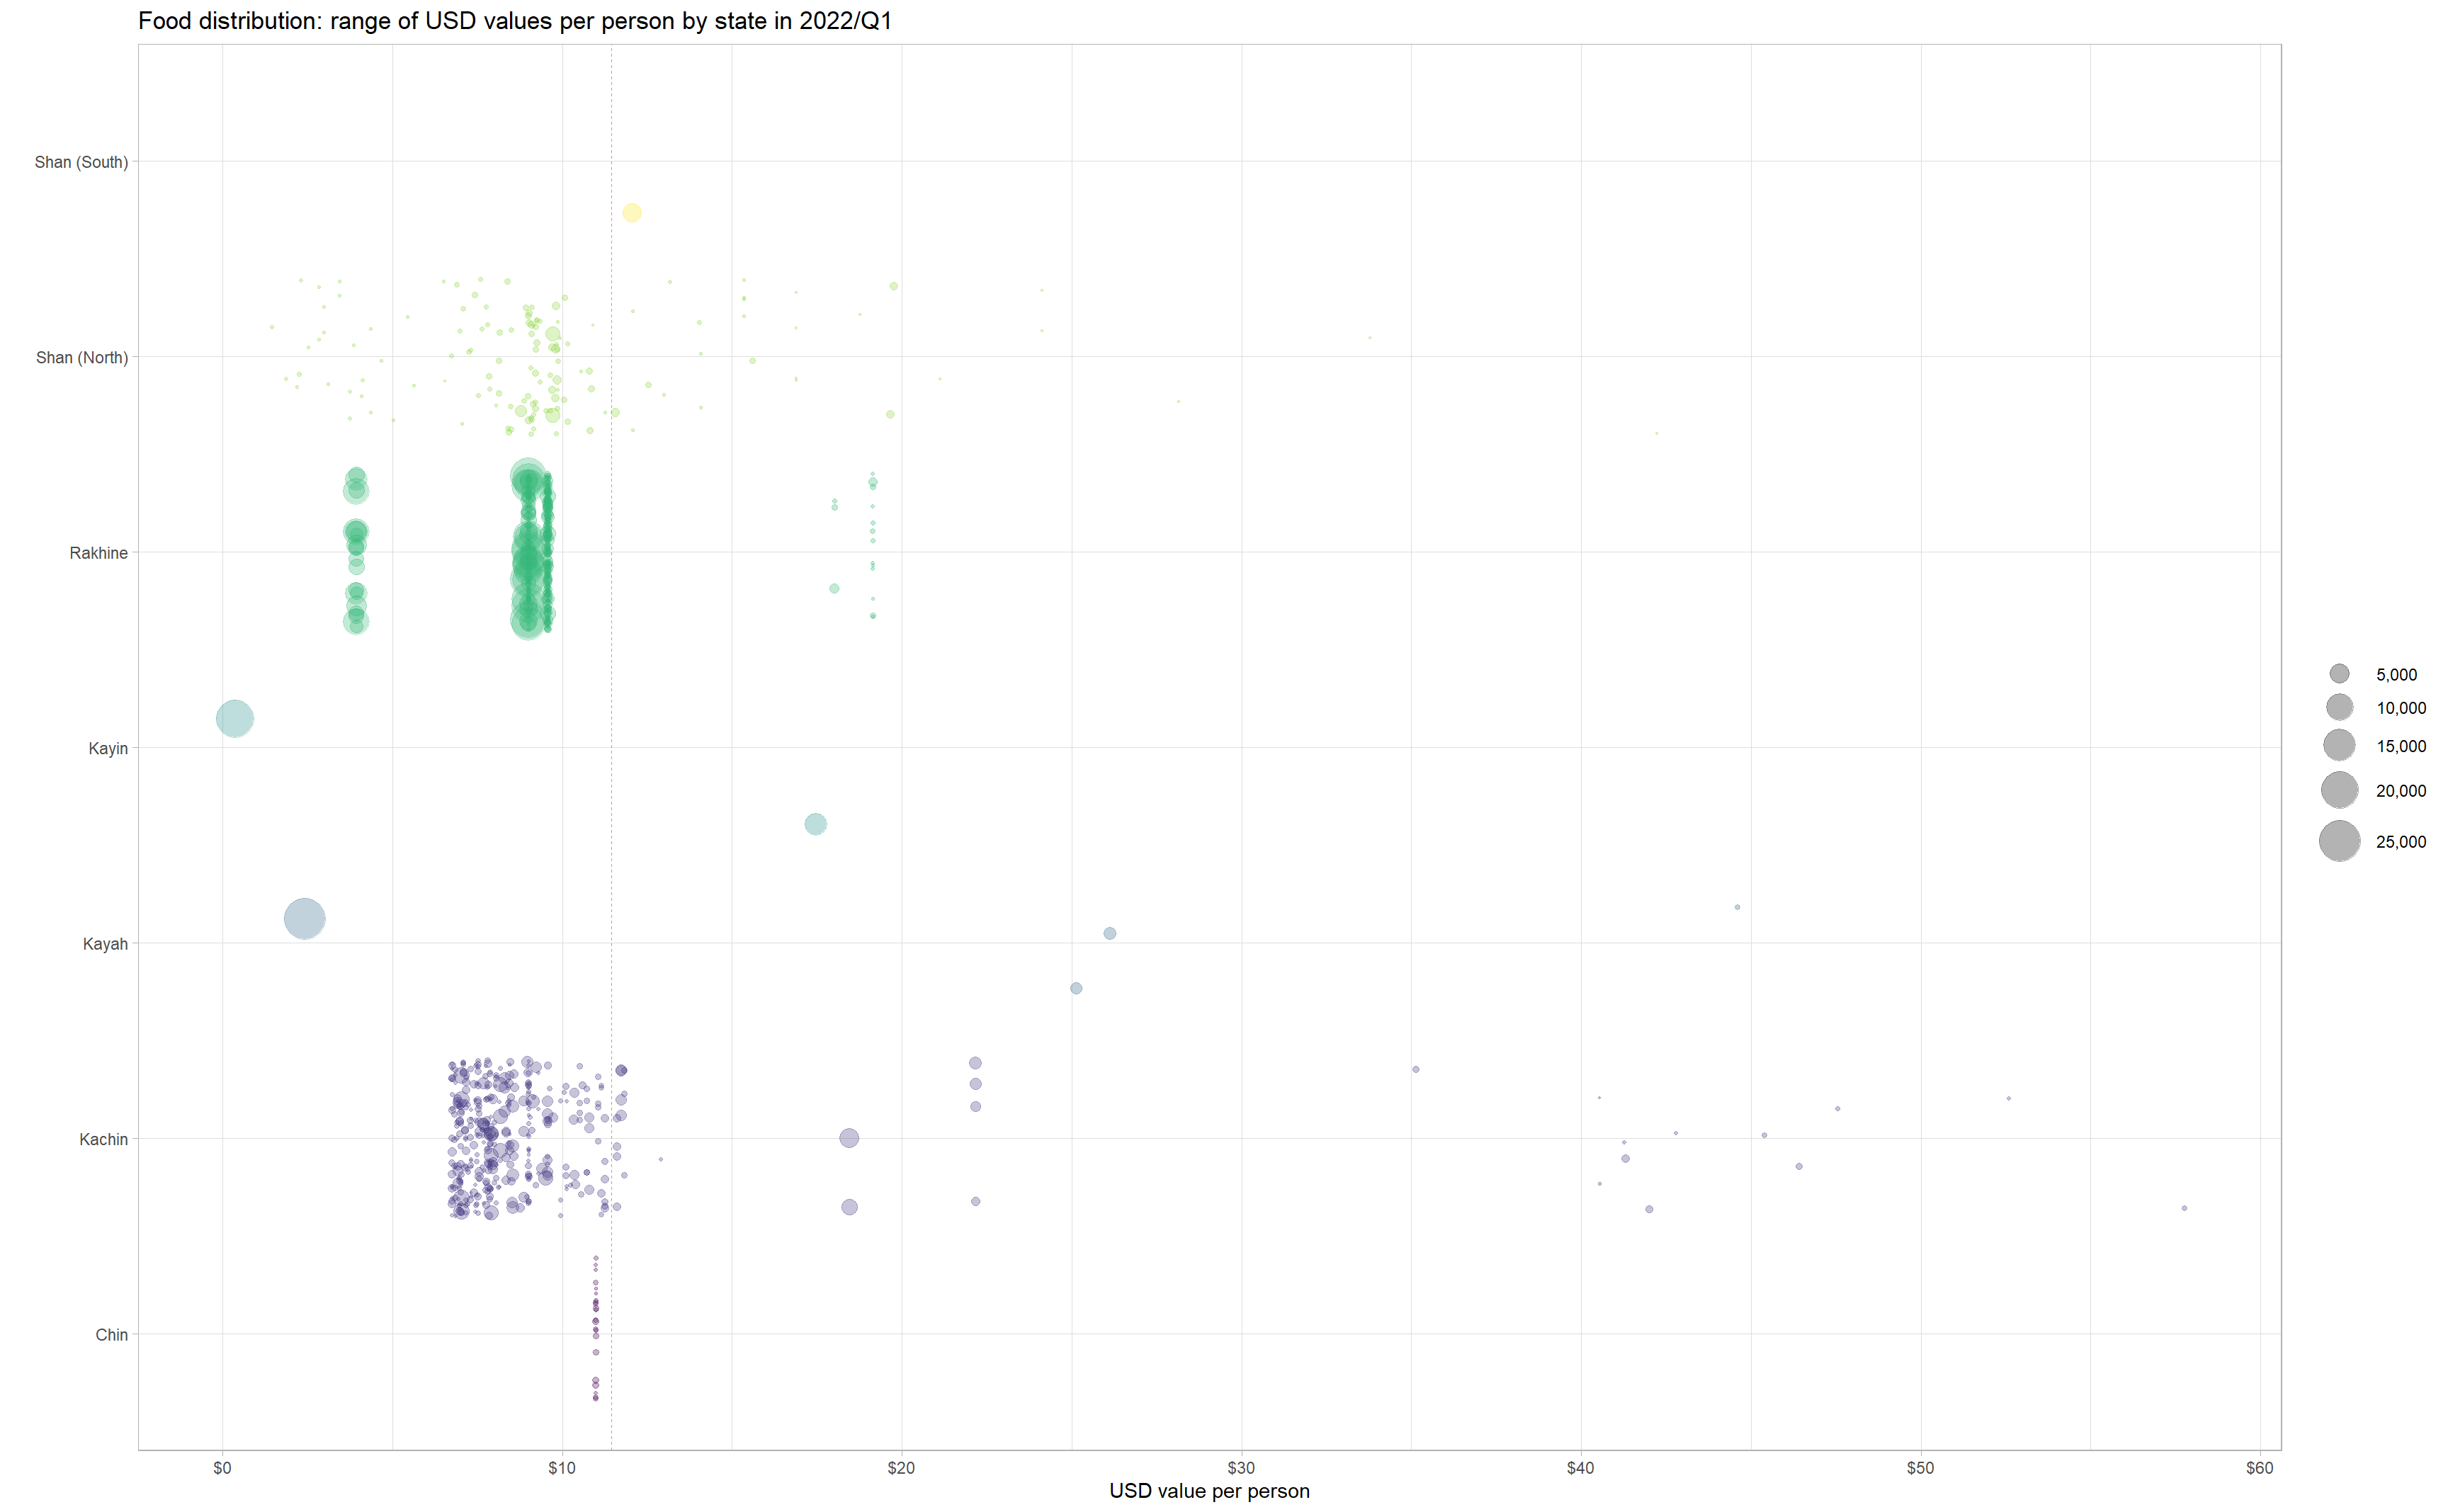 Food distribution: range of USD values per person by state in 2022/Q1
Shan (South)
Shan (North)
Rakhine
Kayin
Kayah
Kachin
Chin
$0
$10
$20
$30
$40
$50
$60
USD value per person
5,000
10,000
15,000
20,000
25,000